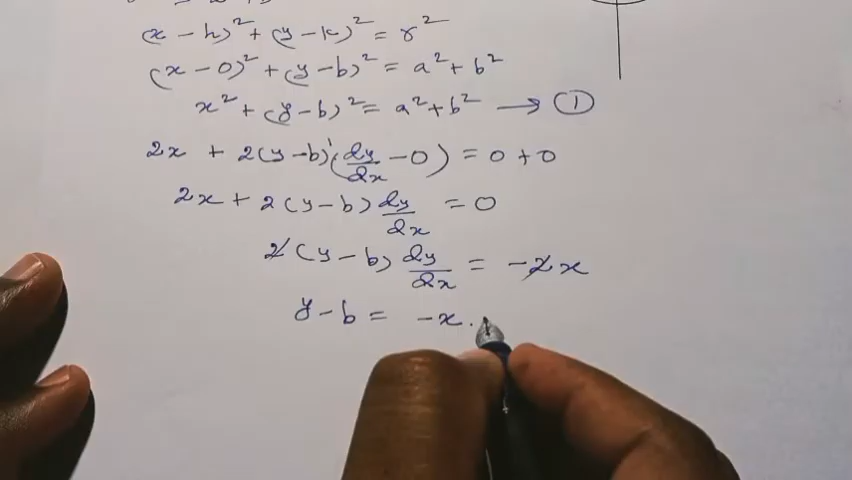 (x - h)² + (y - k)² = r²
(x - 0)² + (y - b)² = a² + b²
x² + (y - b)² = a² + b² → ①
2x + 2(y - b)¹(dy/dx - 0) = 0 + 0
2x + 2(y - b) dy/dx = 0
2(y - b) dy/dx = -2x
y - b = -x.